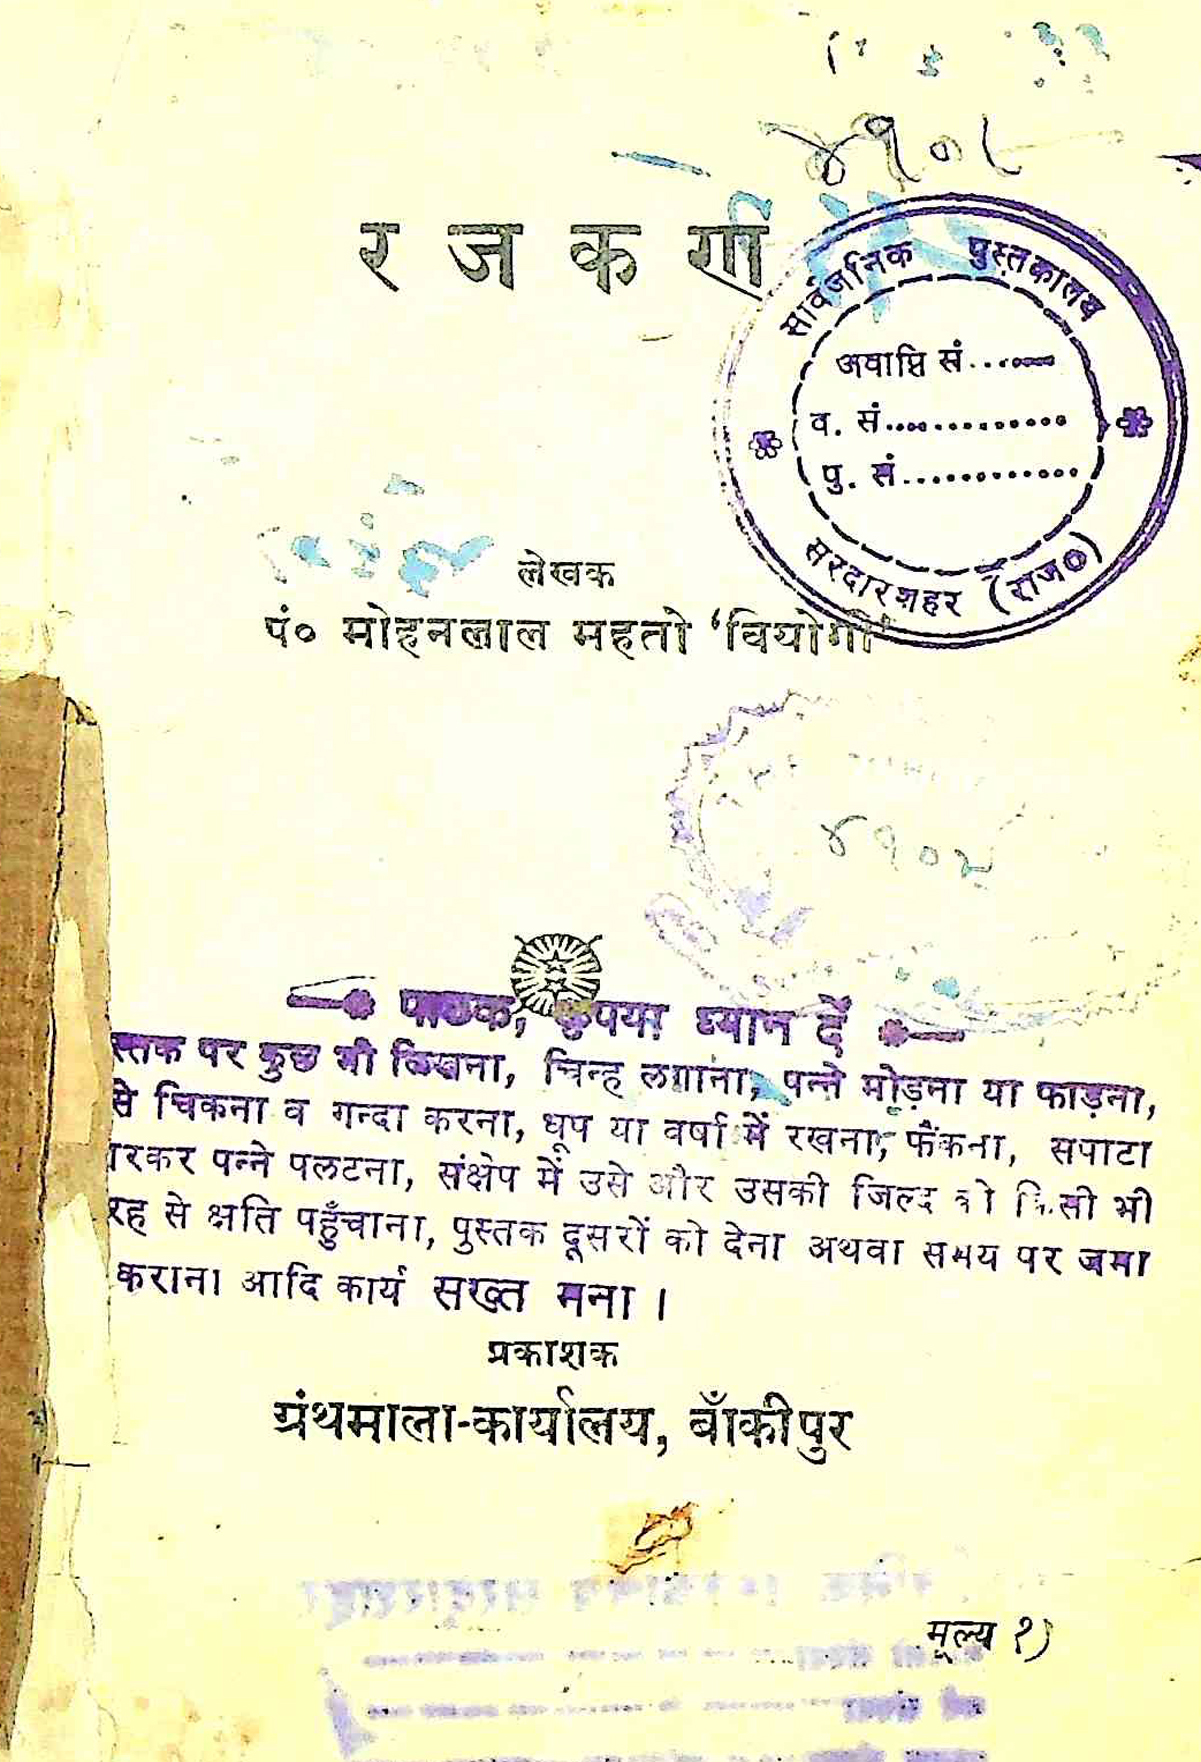 ४१०८
र ज क ण
सार्वजनिक पुस्तकालय
अवाप्ति सं.......
व. सं..............
पु. सं.............
सरदारशहर (राज०)
लेखक
पं० मोहनलाल महतो ‘वियोगी’
४१०८
पाठक, कृपया ध्यान दें
स्तक पर कुछ भी लिखना, चिन्ह लगाना, पन्ने मोड़ना या फाड़ना,
से चिकना व गन्दा करना, धूप या वर्षा में रखना, फेंकना, सपाटा
ारकर पन्ने पलटना, संक्षेप में उसे और उसकी जिल्द को किसी भी
रह से क्षति पहुँचाना, पुस्तक दूसरों को देना अथवा समय पर जमा
कराना आदि कार्य सख्त मना ।
प्रकाशक
ग्रंथमाला-कार्यालय, बाँकीपुर
मूल्य १)